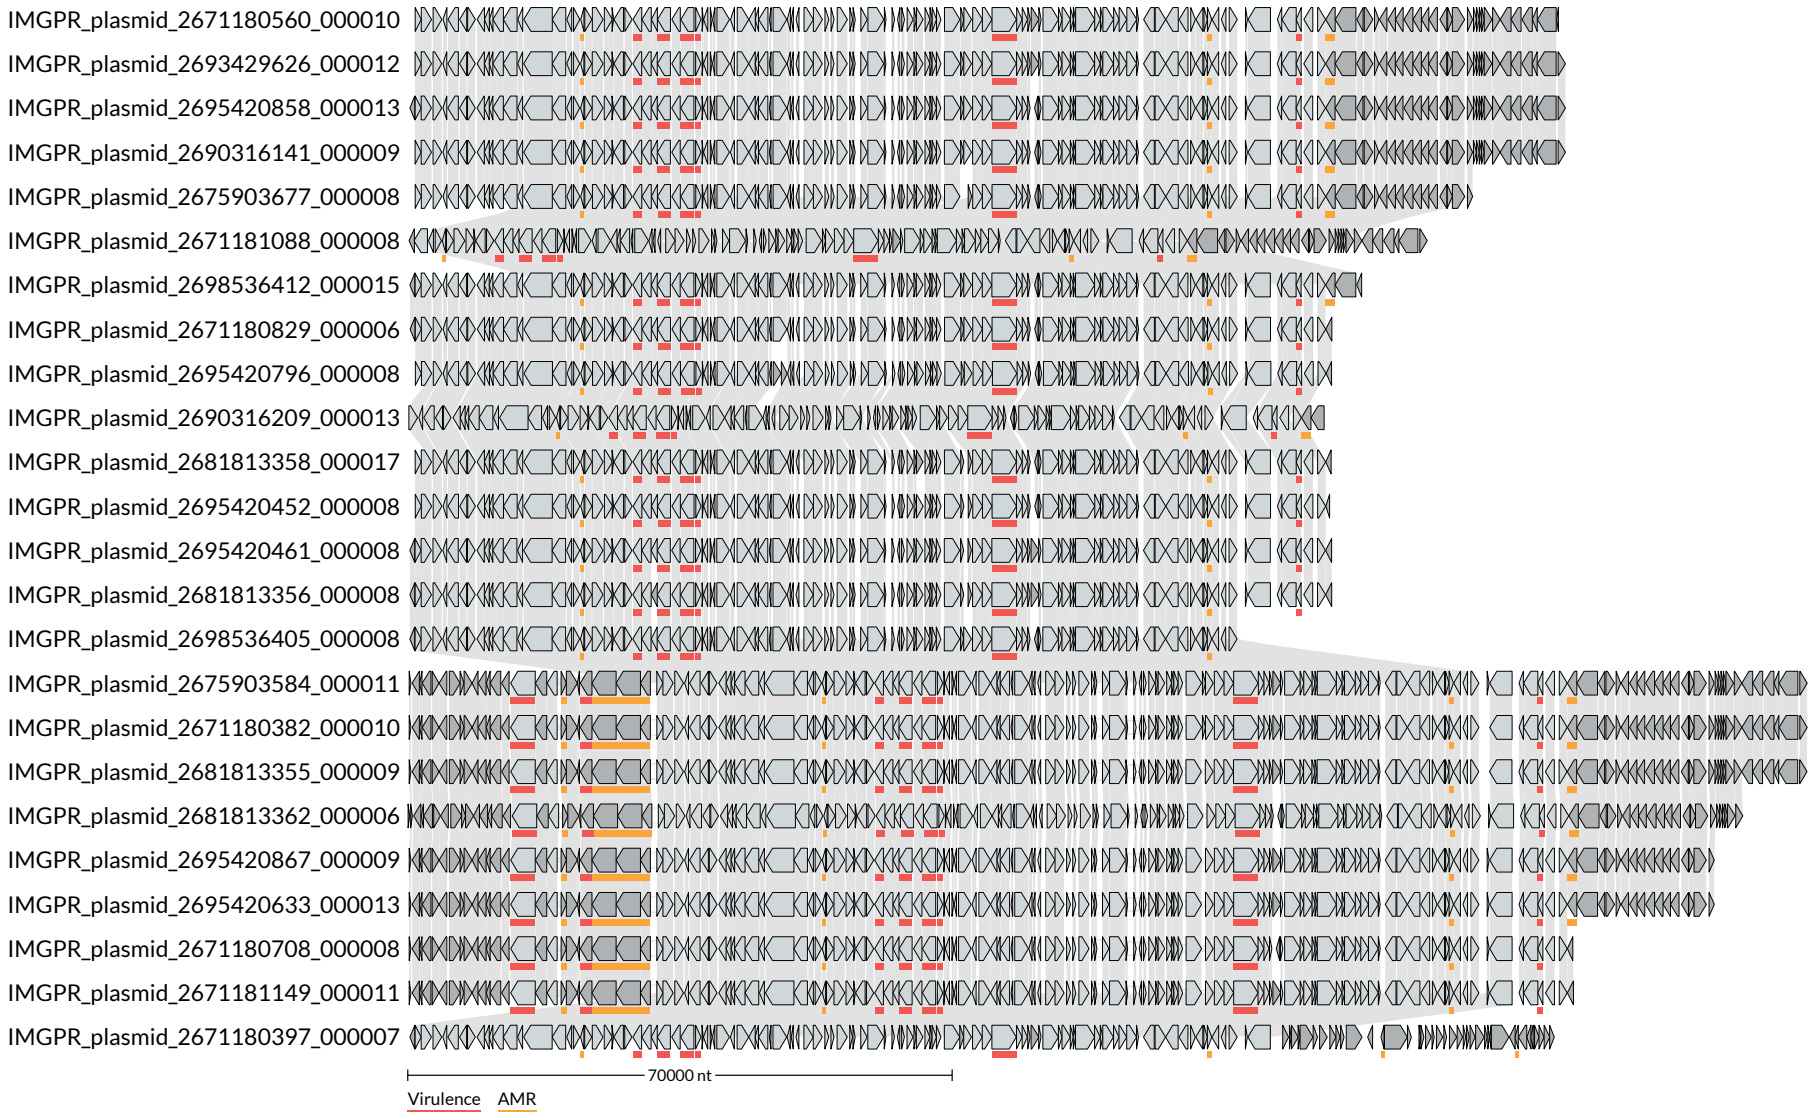 IMGPR_plasmid_2671180560_000010
IMGPR_plasmid_2693429626_000012
IMGPR_plasmid_2695420858_000013
IMGPR_plasmid_2690316141_000009
IMGPR_plasmid_2675903677_000008
IMGPR_plasmid_2671181088_000008
IMGPR_plasmid_2698536412_000015
IMGPR_plasmid_2671180829_000006
IMGPR_plasmid_2695420796_000008
IMGPR_plasmid_2690316209_000013
IMGPR_plasmid_2681813358_000017
IMGPR_plasmid_2695420452_000008
IMGPR_plasmid_2695420461_000008
IMGPR_plasmid_2681813356_000008
IMGPR_plasmid_2698536405_000008
IMGPR_plasmid_2675903584_000011
IMGPR_plasmid_2671180382_000010
IMGPR_plasmid_2681813355_000009
IMGPR_plasmid_2681813362_000006
IMGPR_plasmid_2695420867_000009
IMGPR_plasmid_2695420633_000013
IMGPR_plasmid_2671180708_000008
IMGPR_plasmid_2671181149_000011
IMGPR_plasmid_2671180397_000007
70000 nt
Virulence AMR